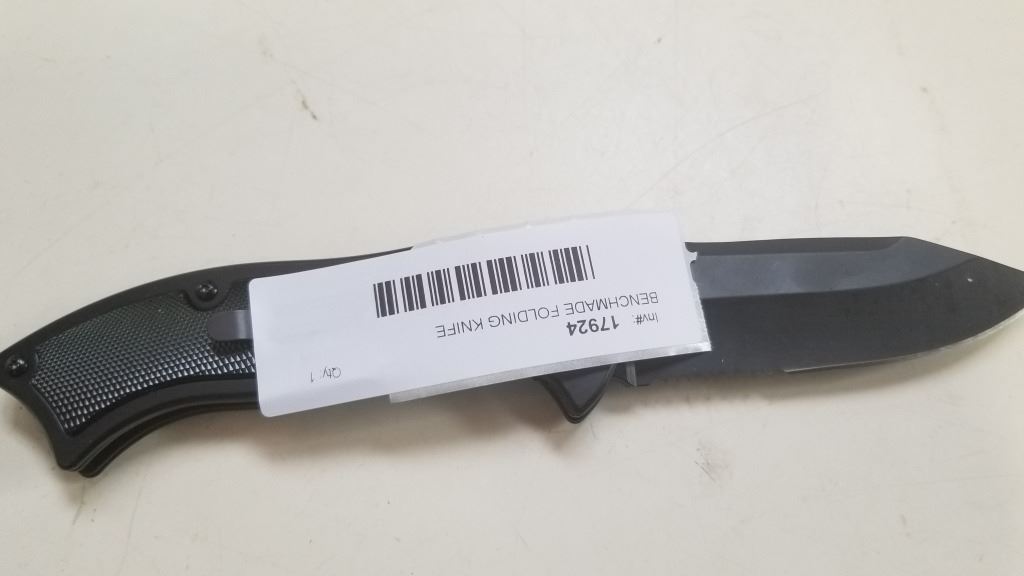 Inv#: 17924
BENCHMADE FOLDING KNIFE
Qty: 1